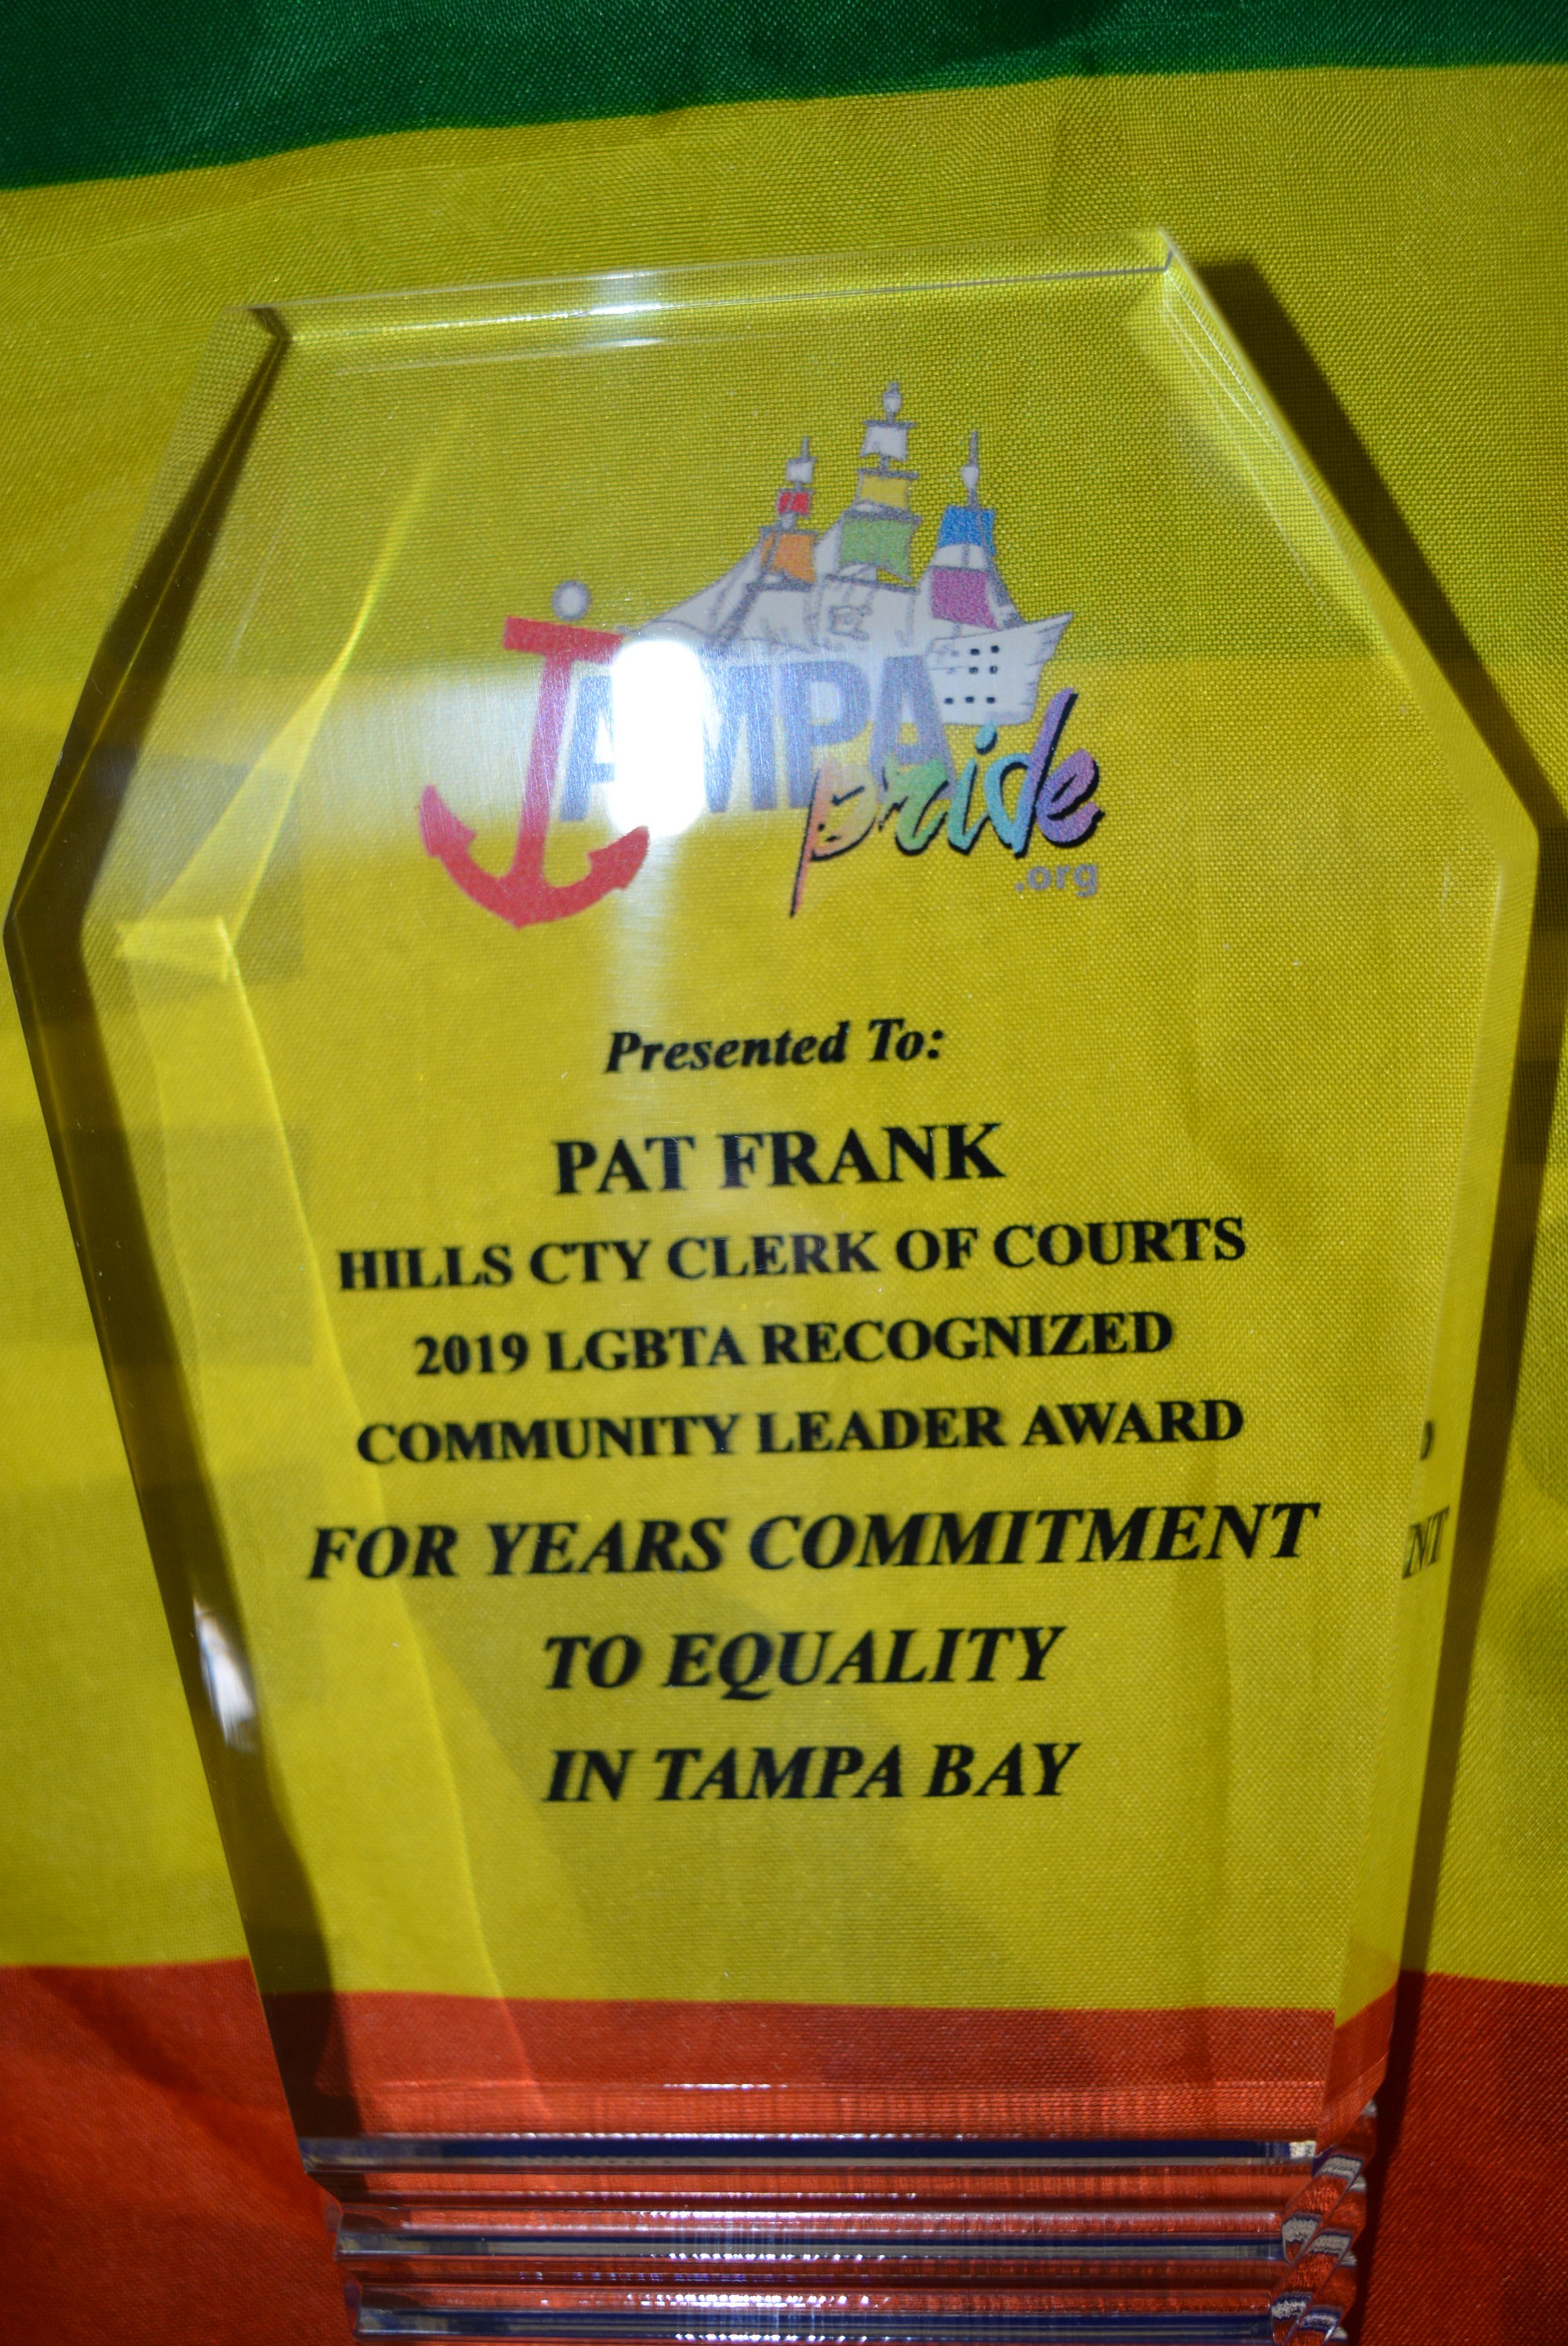 TAMPA
pride
.org
Presented To:
PAT FRANK
HILLS CTY CLERK OF COURTS
2019 LGBTA RECOGNIZED
COMMUNITY LEADER AWARD
FOR YEARS COMMITMENT
TO EQUALITY
IN TAMPA BAY